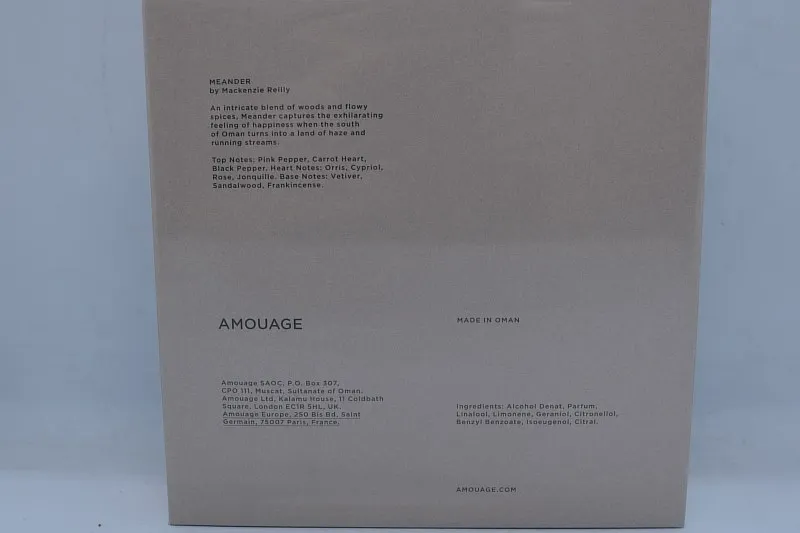 MEANDER
by Mackenzie Reilly
An intricate blend of woods and flowy
spices, Meander captures the exhilarating
feeling of happiness when the south
of Oman turns into a land of haze and
running streams.
Top Notes: Pink Pepper, Carrot Heart,
Black Pepper. Heart Notes: Orris, Cypriol,
Rose, Jonquille. Base Notes: Vetiver,
Sandalwood, Frankincense.
AMOUAGE
MADE IN OMAN
Amouage SAOC, P.O. Box 307,
CPO 111, Muscat, Sultanate of Oman.
Amouage Ltd, Kalamu House, 11 Coldbath
Square, London EC1R 5HL, UK.
Amouage Europe, 250 Bis Bd. Saint
Germain, 75007 Paris, France.
Ingredients: Alcohol Denat, Parfum,
Linalool, Limonene, Geraniol, Citronellol,
Benzyl Benzoate, Isoeugenol, Citral.
AMOUAGE.COM